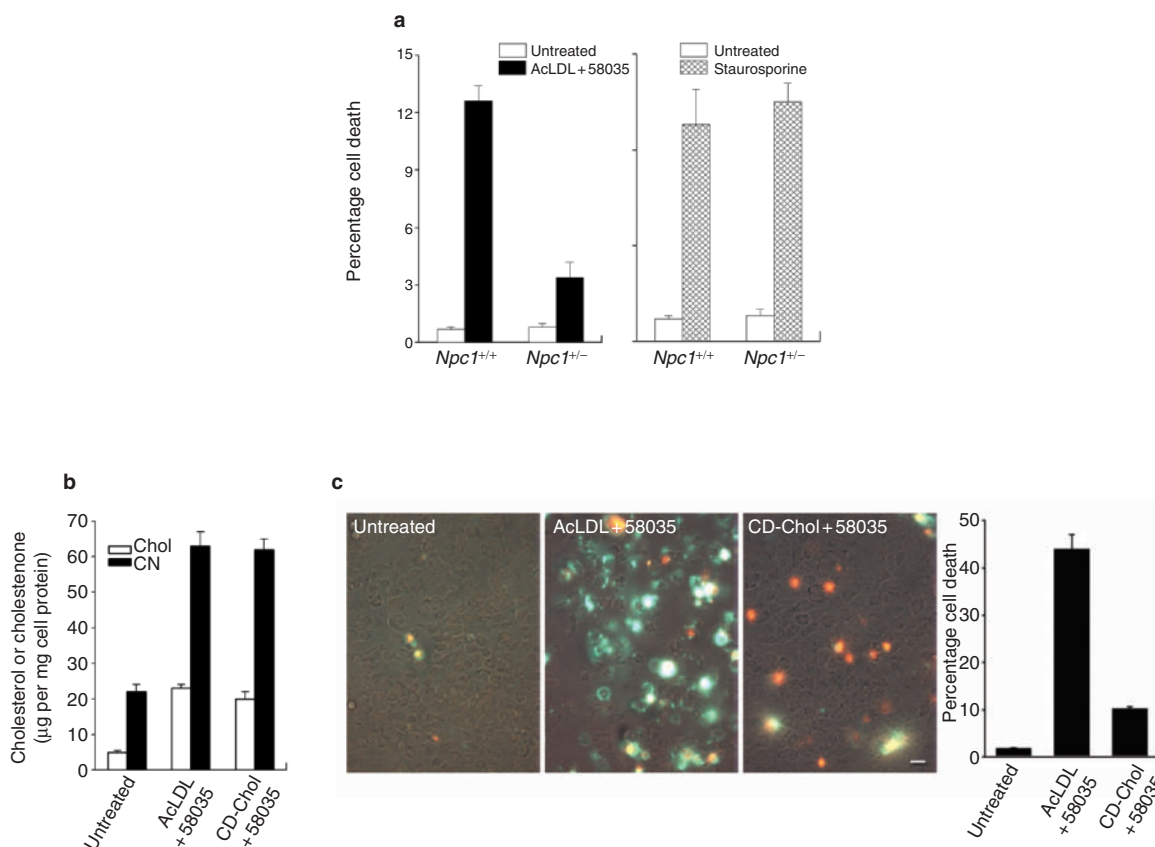 a
Untreated
AcLDL+58035
Untreated
Staurosporine
Percentage cell death
15
12
9
6
3
0
Npc1+/+
Npc1+/−
Npc1+/+
Npc1+/−
b
Cholesterol or cholestenone
(μg per mg cell protein)
70
60
50
40
30
20
10
0
Chol
CN
Untreated
AcLDL
+58035
CD-Chol
+58035
c
Untreated
AcLDL+58035
CD-Chol+58035
Percentage cell death
50
40
30
20
10
0
Untreated
AcLDL
+58035
CD-Chol
+58035